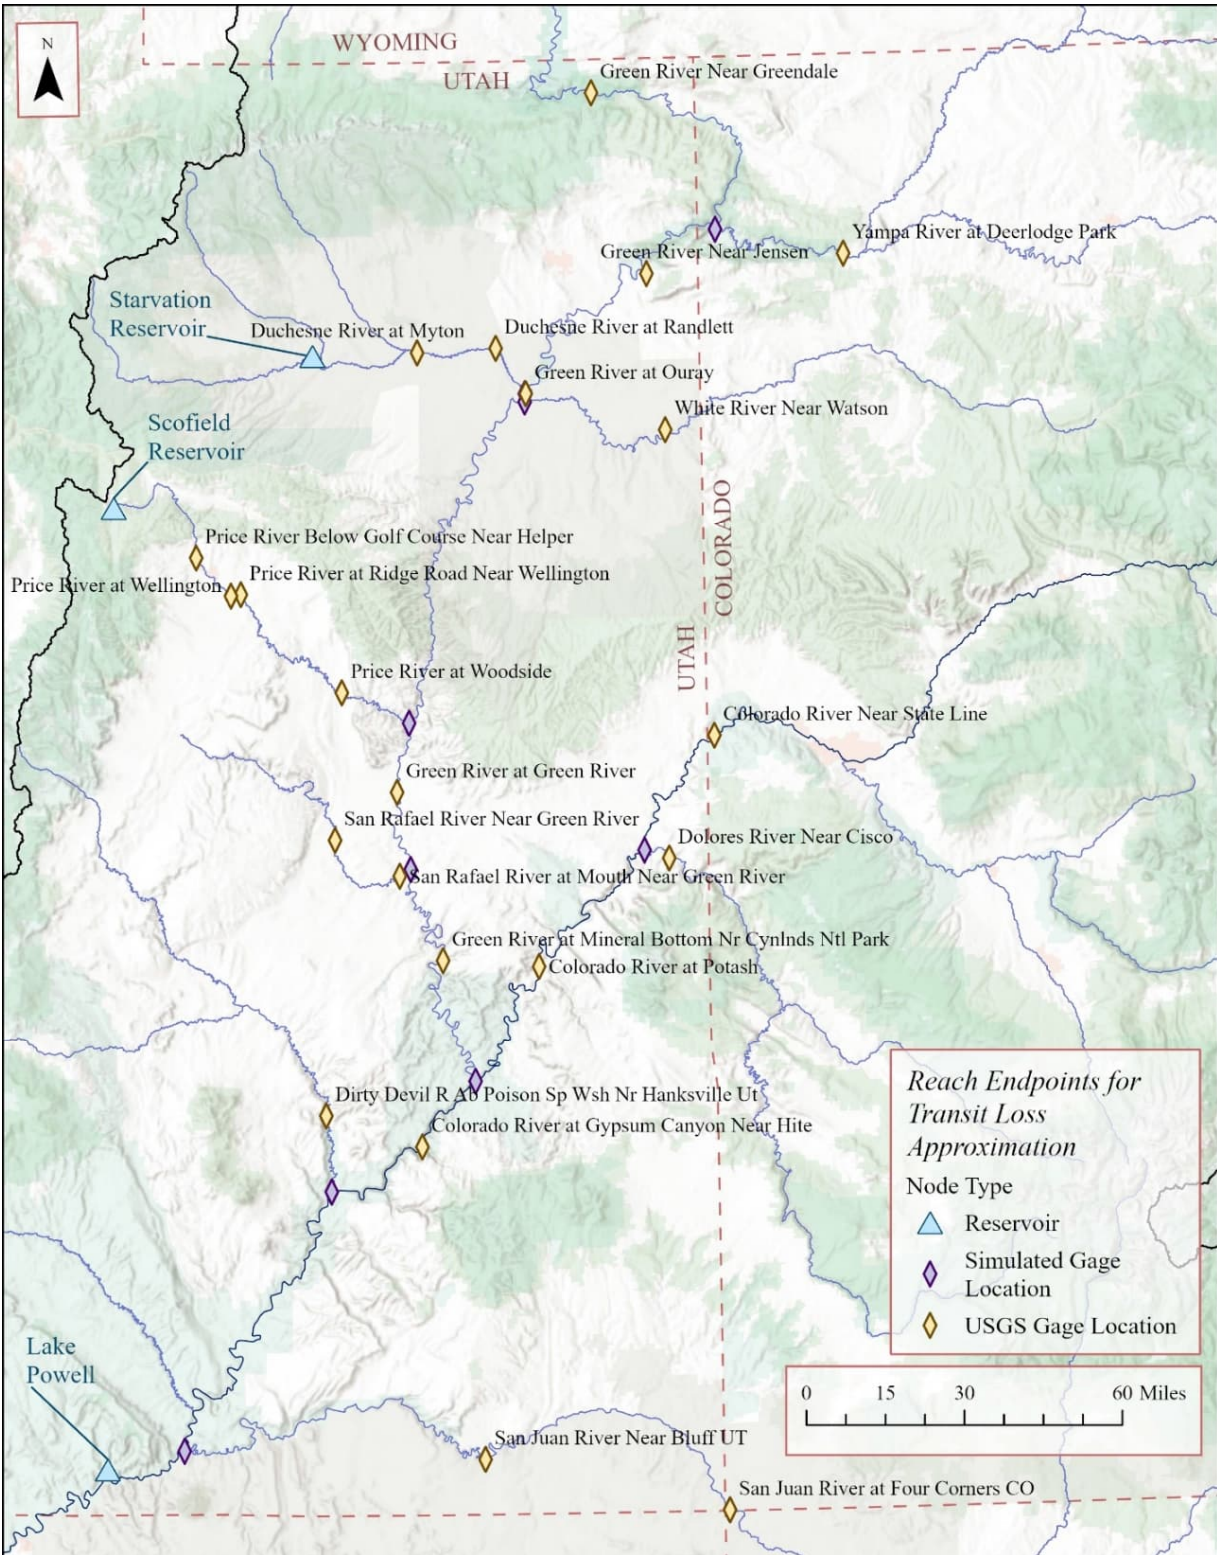 N
WYOMING
UTAH
Green River Near Greendale
Yampa River at Deerlodge Park
Green River Near Jensen
Starvation
Reservoir
Duchesne River at Myton
Duchesne River at Randlett
Green River at Ouray
White River Near Watson
Scofield
Reservoir
COLORADO
UTAH
Price River Below Golf Course Near Helper
Price River at Ridge Road Near Wellington
Price River at Wellington
Price River at Woodside
Colorado River Near State Line
Green River at Green River
San Rafael River Near Green River
Dolores River Near Cisco
San Rafael River at Mouth Near Green River
Green River at Mineral Bottom Nr Cynlnds Ntl Park
Colorado River at Potash
Dirty Devil R Ab Poison Sp Wsh Nr Hanksville Ut
Colorado River at Gypsum Canyon Near Hite
Reach Endpoints for
Transit Loss
Approximation
Node Type
Reservoir
Simulated Gage
Location
USGS Gage Location
Lake
Powell
0 15 30 60 Miles
San Juan River Near Bluff UT
San Juan River at Four Corners CO